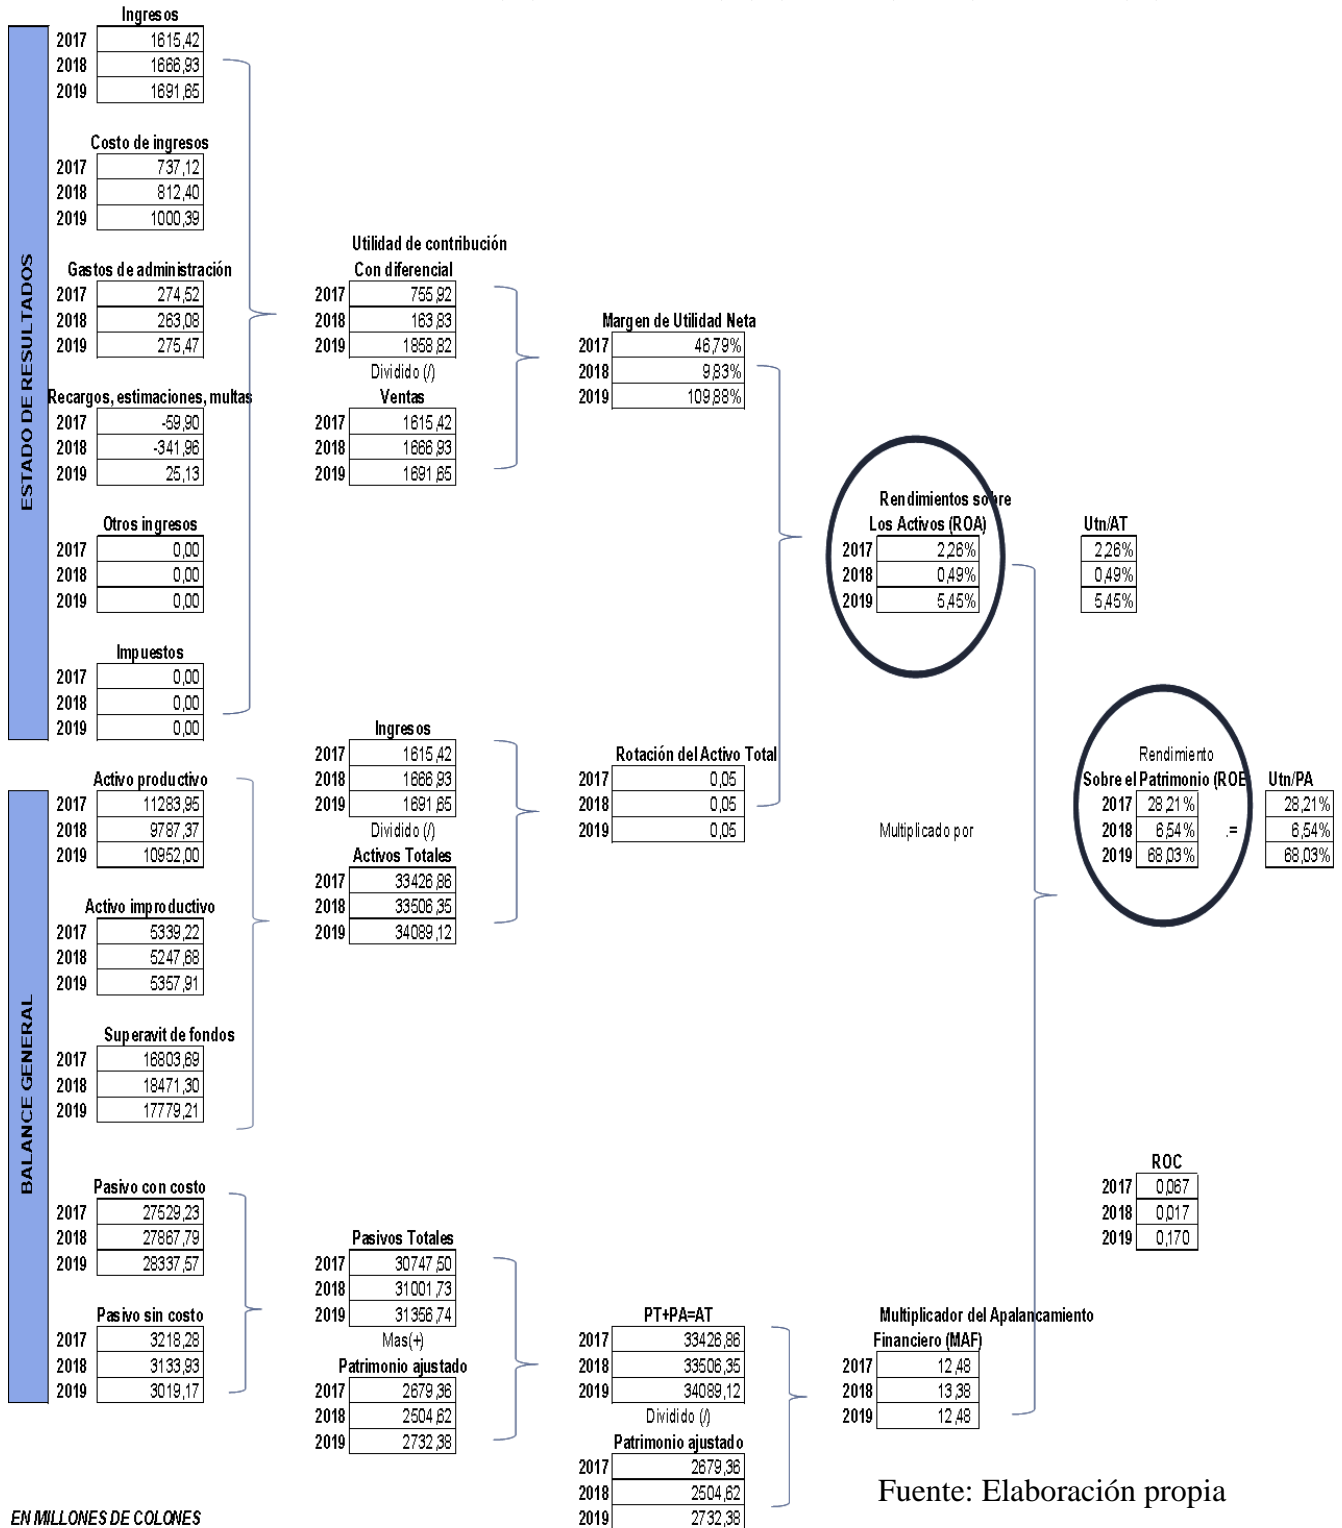 ESTADO DE RESULTADOS
Ingresos
2017 1615,42
2018 1666,93
2019 1691,65
Costo de ingresos
2017 737,12
2018 812,40
2019 1000,39
Gastos de administración
2017 274,52
2018 263,08
2019 275,47
Recargos, estimaciones, multas
2017 -59,90
2018 -341,96
2019 25,13
Otros ingresos
2017 0,00
2018 0,00
2019 0,00
Impuestos
2017 0,00
2018 0,00
2019 0,00
Utilidad de contribución
Con diferencial
2017 755,92
2018 163,83
2019 1858,82
Dividido (/)
Ventas
2017 1615,42
2018 1666,93
2019 1691,65
Margen de Utilidad Neta
2017 46,79%
2018 9,83%
2019 109,88%
Rendimientos sobre
Los Activos (ROA)
2017 2,26%
2018 0,49%
2019 5,45%
Utn/AT
2,26%
0,49%
5,45%
BALANCE GENERAL
Activo productivo
2017 11283,95
2018 9787,37
2019 10952,00
Activo improductivo
2017 5339,22
2018 5247,68
2019 5357,91
Superavit de fondos
2017 16803,69
2018 18471,30
2019 17779,21
Ingresos
2017 1615,42
2018 1666,93
2019 1691,65
Dividido (/)
Activos Totales
2017 33426,86
2018 33506,35
2019 34089,12
Rotación del Activo Total
2017 0,05
2018 0,05
2019 0,05
Multiplicado por
Rendimiento
Sobre el Patrimonio (ROE
2017 28,21%
2018 6,54% .=
2019 68,03%
Utn/PA
28,21%
6,54%
68,03%
ROC
2017 0,067
2018 0,017
2019 0,170
Pasivo con costo
2017 27529,23
2018 27867,79
2019 28337,57
Pasivo sin costo
2017 3218,28
2018 3133,93
2019 3019,17
Pasivos Totales
2017 30747,50
2018 31001,73
2019 31356,74
Mas(+)
Patrimonio ajustado
2017 2679,36
2018 2504,62
2019 2732,38
PT+PA=AT
2017 33426,86
2018 33506,35
2019 34089,12
Dividido (/)
Patrimonio ajustado
2017 2679,36
2018 2504,62
2019 2732,38
Multiplicador del Apalancamiento
Financiero (MAF)
2017 12,48
2018 13,38
2019 12,48
Fuente: Elaboración propia
EN MILLONES DE COLONES